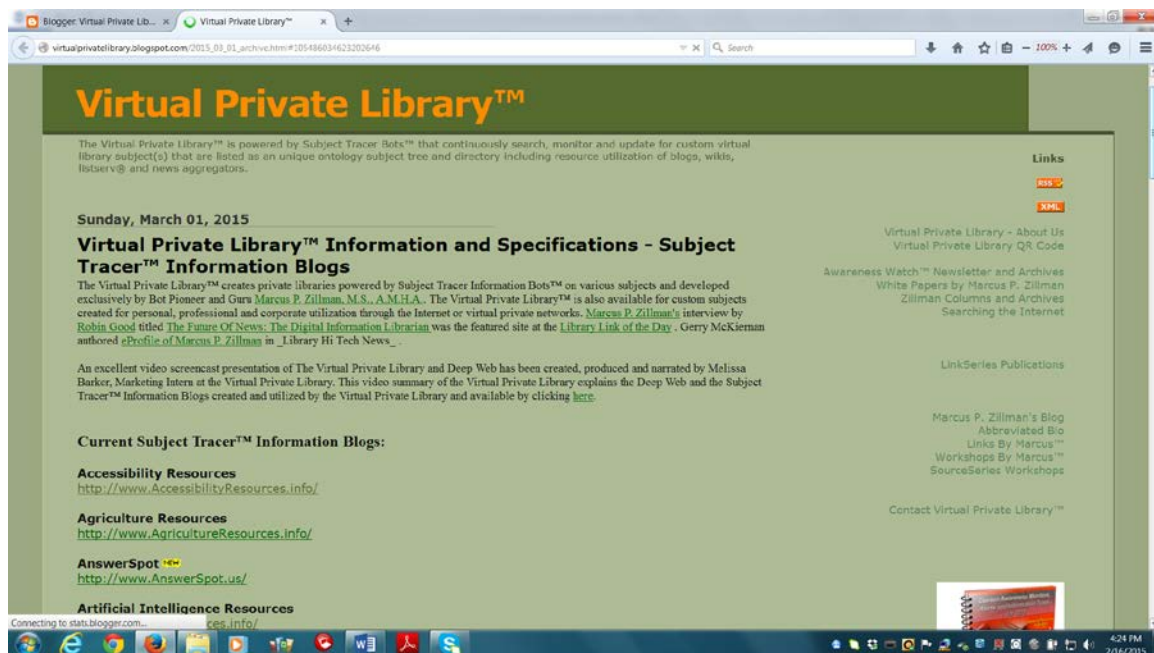 Blogger: Virtual Private Lib...
Virtual Private Library™
virtualprivatelibrary.blogspot.com/2015_03_01_archive.html#105486034623202646
Search
100%
Virtual Private Library™
The Virtual Private Library™ is powered by Subject Tracer Bots™ that continuously search, monitor and update for custom virtual
library subject(s) that are listed as an unique ontology subject tree and directory including resource utilization of blogs, wikis,
listserv® and news aggregators.
Links
RSS
XML
Sunday, March 01, 2015
Virtual Private Library™ Information and Specifications - Subject
Tracer™ Information Blogs
The Virtual Private Library™ creates private libraries powered by Subject Tracer Information Bots™ on various subjects and developed
exclusively by Bot Pioneer and Guru Marcus P. Zillman, M.S., A.M.H.A.. The Virtual Private Library™ is also available for custom subjects
created for personal, professional and corporate utilization through the Internet or virtual private networks. Marcus P. Zillman's interview by
Robin Good titled The Future Of News: The Digital Information Librarian was the featured site at the Library Link of the Day . Gerry McKiernan
authored eProfile of Marcus P. Zillman in _Library Hi Tech News_ .
An excellent video screencast presentation of The Virtual Private Library and Deep Web has been created, produced and narrated by Melissa
Barker, Marketing Intern at the Virtual Private Library. This video summary of the Virtual Private Library explains the Deep Web and the Subject
Tracer™ Information Blogs created and utilized by the Virtual Private Library and available by clicking here.
Current Subject Tracer™ Information Blogs:
Accessibility Resources
http://www.AccessibilityResources.info/
Agriculture Resources
http://www.AgricultureResources.info/
AnswerSpot NEW
http://www.AnswerSpot.us/
Artificial Intelligence Resources
ces.info/
Virtual Private Library - About Us
Virtual Private Library QR Code
Awareness Watch™ Newsletter and Archives
White Papers by Marcus P. Zillman
Zillman Columns and Archives
Searching the Internet
LinkSeries Publications
Marcus P. Zillman's Blog
Abbreviated Bio
Links By Marcus™
Workshops By Marcus™
SourceSeries Workshops
Contact Virtual Private Library™
Connecting to stats.blogger.com...
4:24 PM
2/16/2015